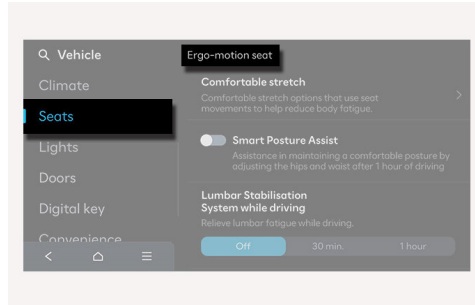 Vehicle
Ergo-motion seat
Climate
Comfortable stretch
Comfortable stretch options that use seat
movements to help reduce body fatigue.
Seats
Smart Posture Assist
Lights
Assistance in maintaining a comfortable posture by
adjusting the hips and waist after 1 hour of driving
Doors
Lumbar Stabilisation
System while driving
Digital key
Relieve lumbar fatigue while driving.
Convenience
Off
30 min.
1 hour